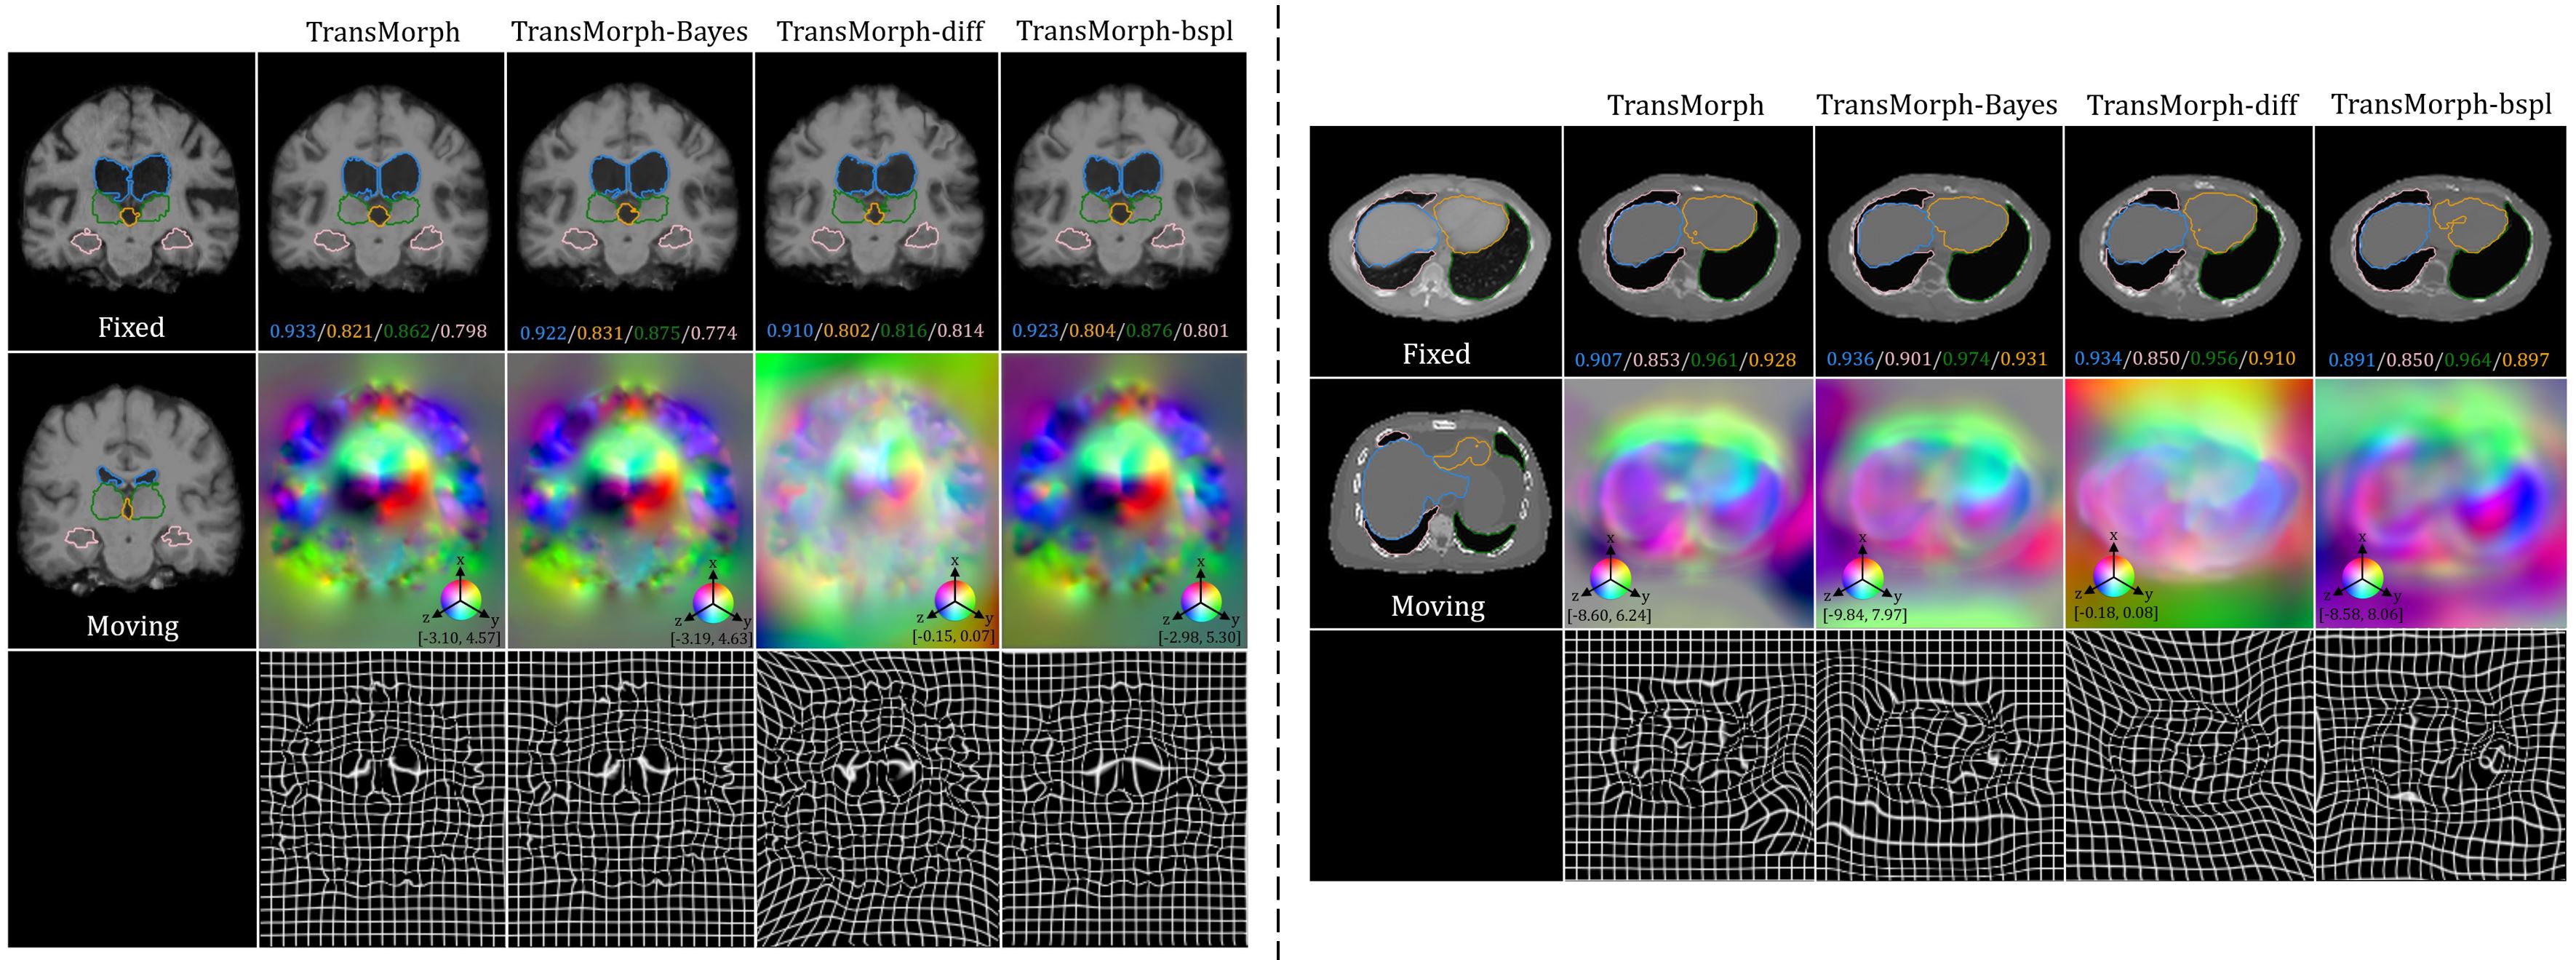 TransMorph TransMorph-Bayes TransMorph-diff TransMorph-bspl
Fixed
0.933/0.821/0.862/0.798
0.922/0.831/0.875/0.774
0.910/0.802/0.816/0.814
0.923/0.804/0.876/0.801
Moving
x
z
y
[-3.10, 4.57]
x
z
y
[-3.19, 4.63]
x
z
y
[-0.15, 0.07]
x
z
y
[-2.98, 5.30]
TransMorph TransMorph-Bayes TransMorph-diff TransMorph-bspl
Fixed
0.907/0.853/0.961/0.928
0.936/0.901/0.974/0.931
0.934/0.850/0.956/0.910
0.891/0.850/0.964/0.897
Moving
x
z
y
[-8.60, 6.24]
x
z
y
[-9.84, 7.97]
x
z
y
[-0.18, 0.08]
x
z
y
[-8.58, 8.06]